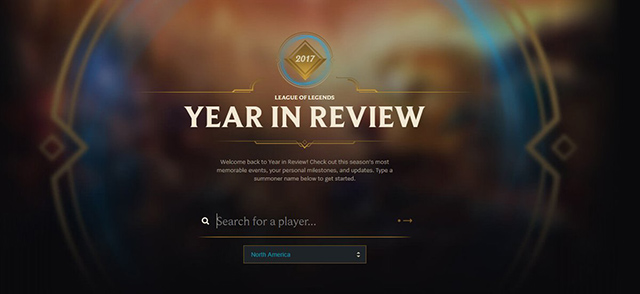 2017
LEAGUE OF LEGENDS
YEAR IN REVIEW
Welcome back to Year in Review! Check out this season's most
memorable events, your personal milestones, and updates. Type a
summoner name below to get started.
Search for a player...
North America